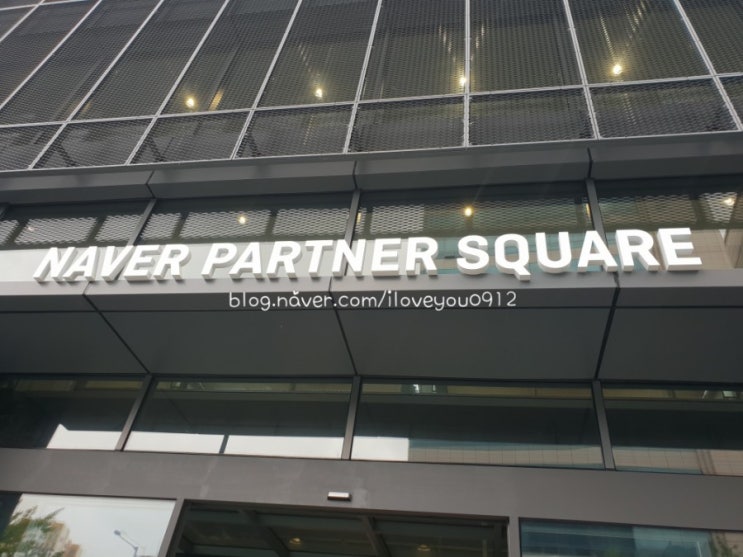 NAVER PARTNER SQUARE
blog.naver.com/iloveyou0912